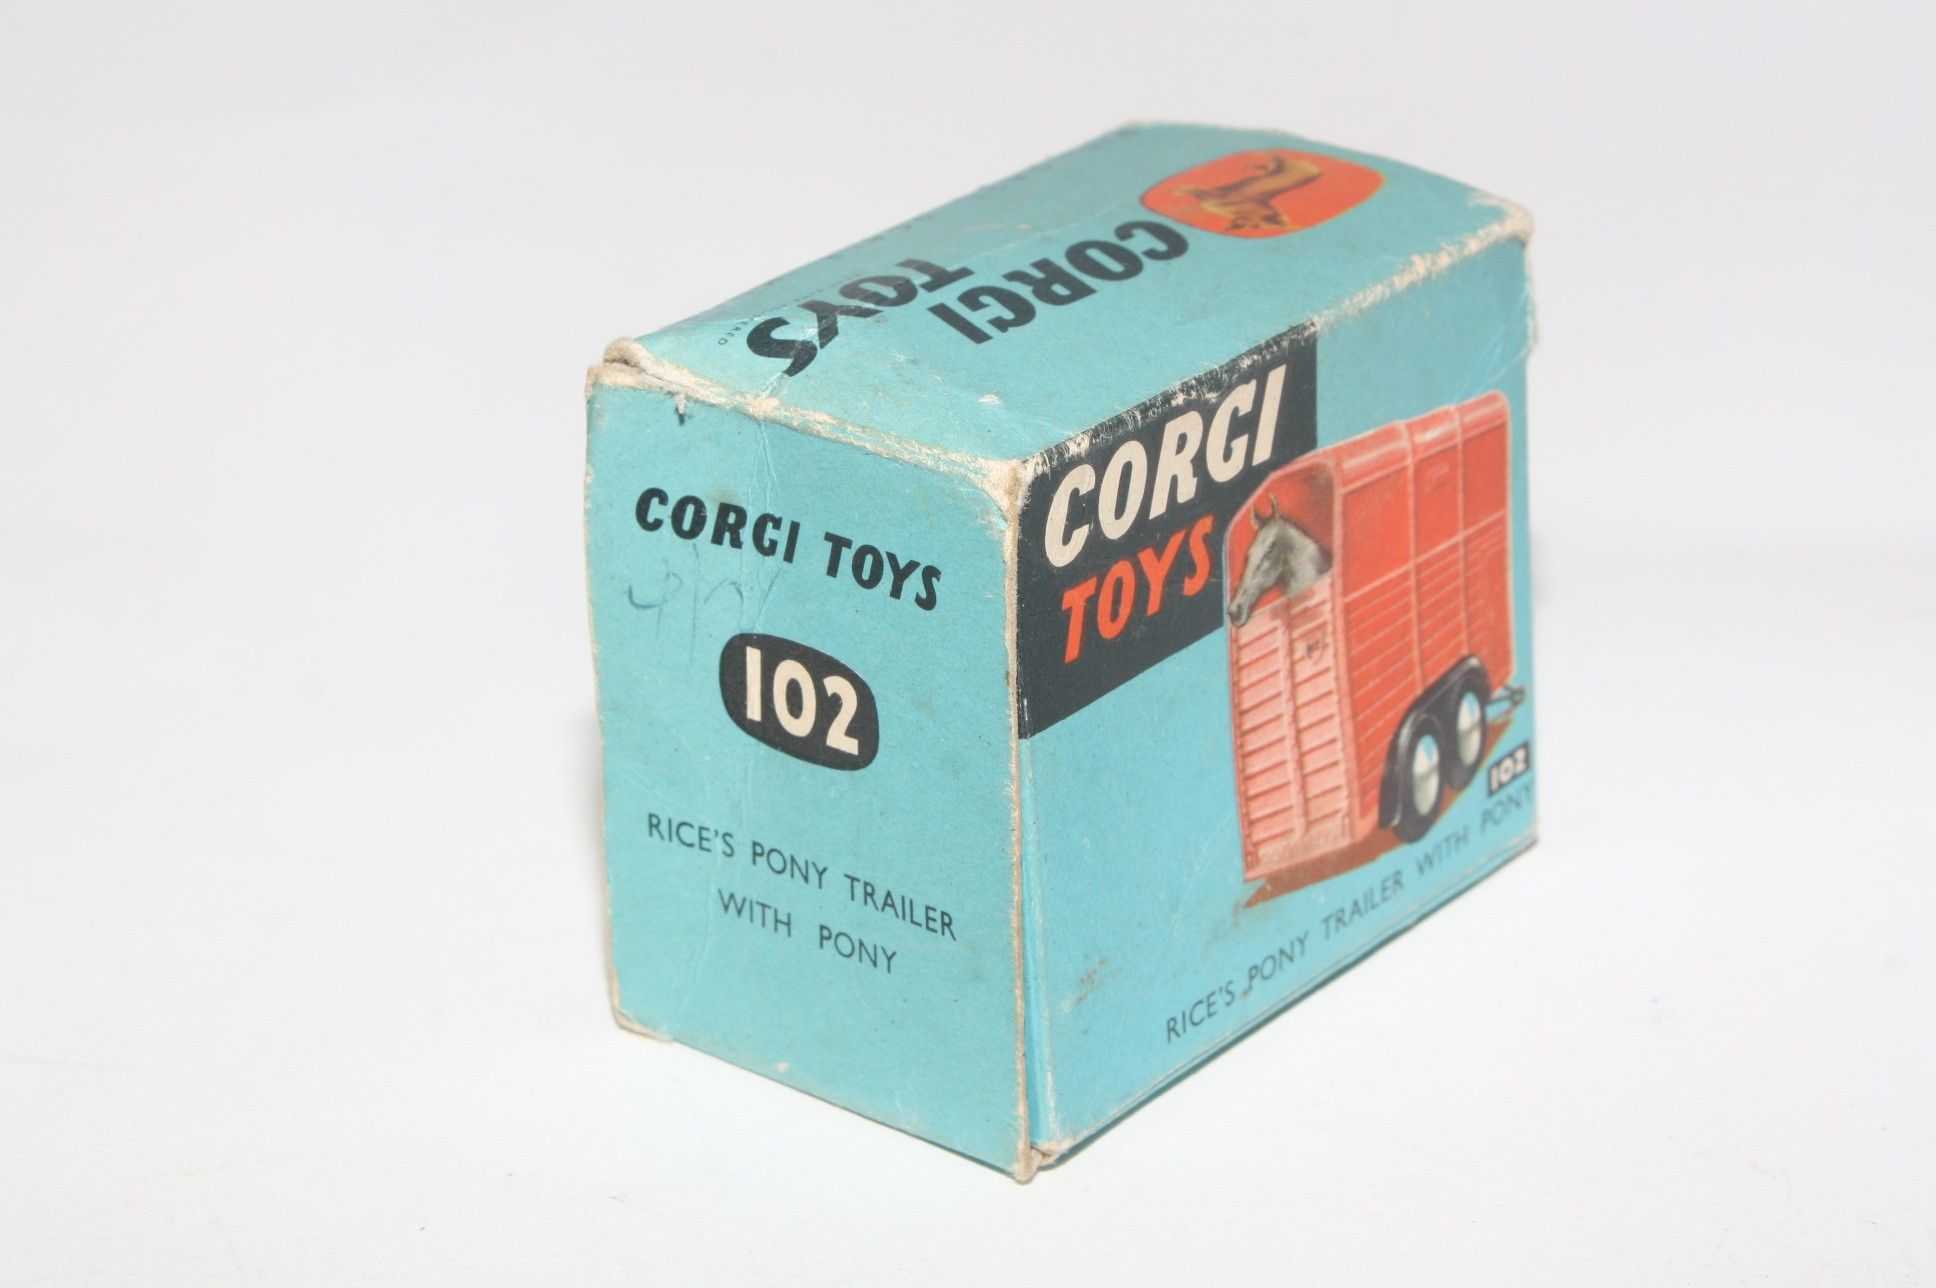 CORGI
TOYS
CORGI TOYS
102
RICE'S PONY TRAILER
WITH PONY
CORGI
TOYS
102
RICE'S PONY TRAILER WITH PONY